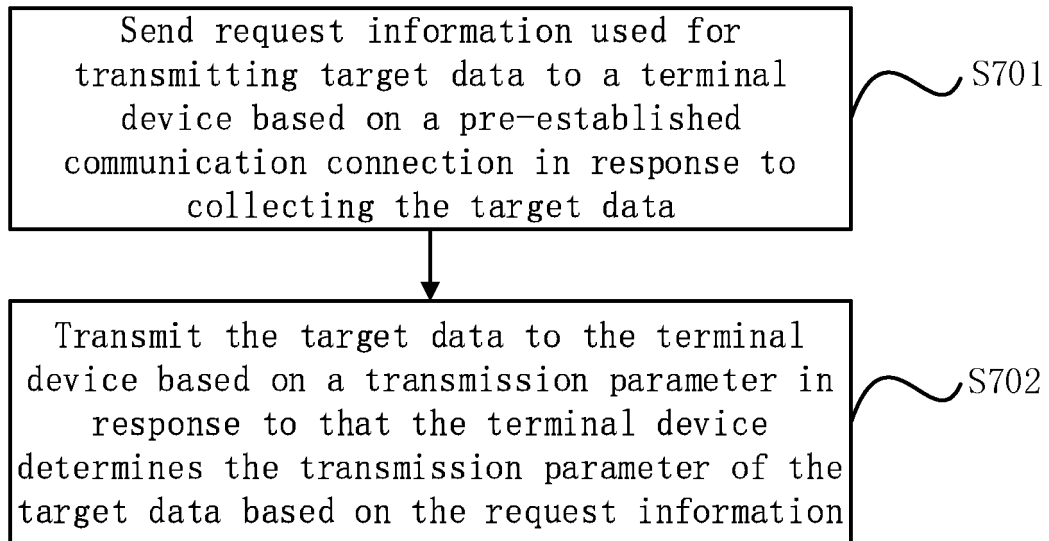 Send request information used for
transmitting target data to a terminal
device based on a pre-established
communication connection in response to
collecting the target data
S701
Transmit the target data to the terminal
device based on a transmission parameter in
response to that the terminal device
determines the transmission parameter of the
target data based on the request information
S702